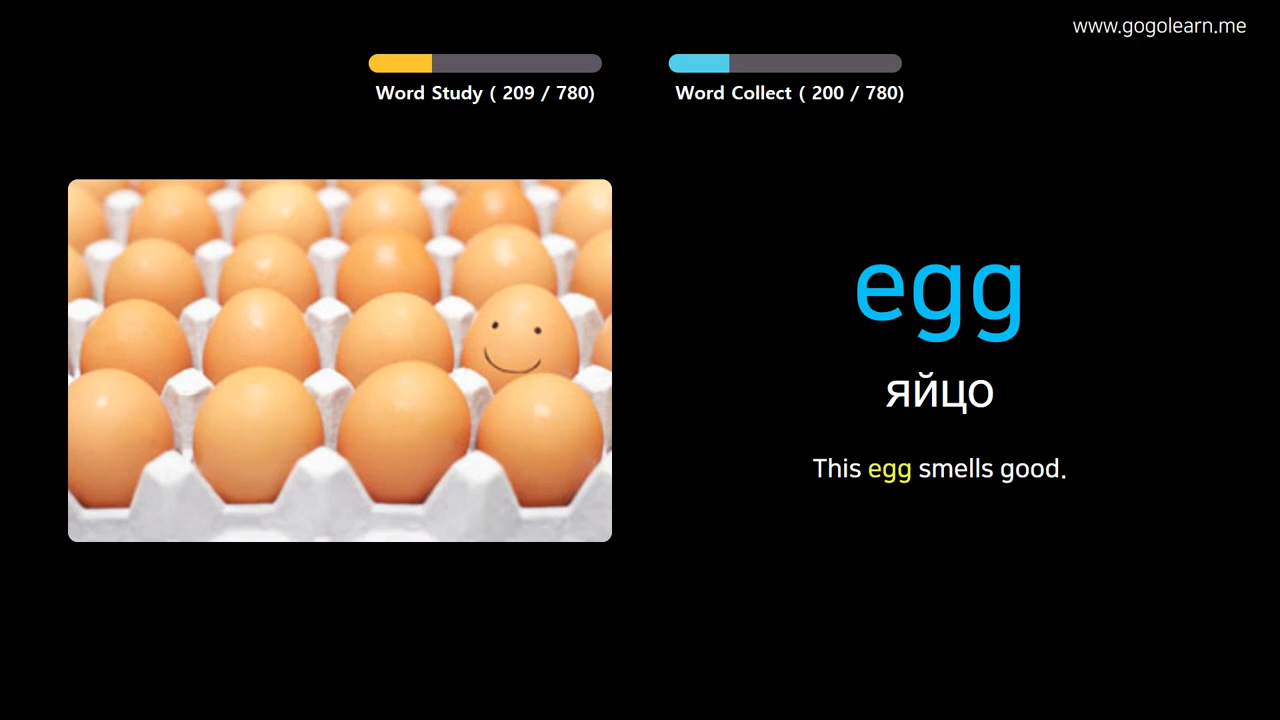 www.gogolearn.me
Word Study ( 209 / 780)
Word Collect ( 200 / 780)
egg
яйцо
This egg smells good.